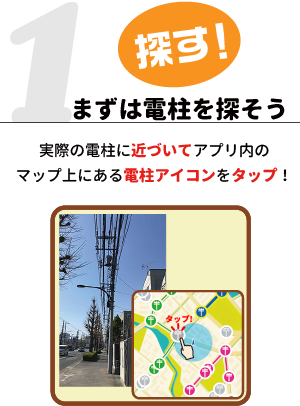 1
探す！
まずは電柱を探そう
実際の電柱に近づいてアプリ内の
マップ上にある電柱アイコンをタップ！
タップ！